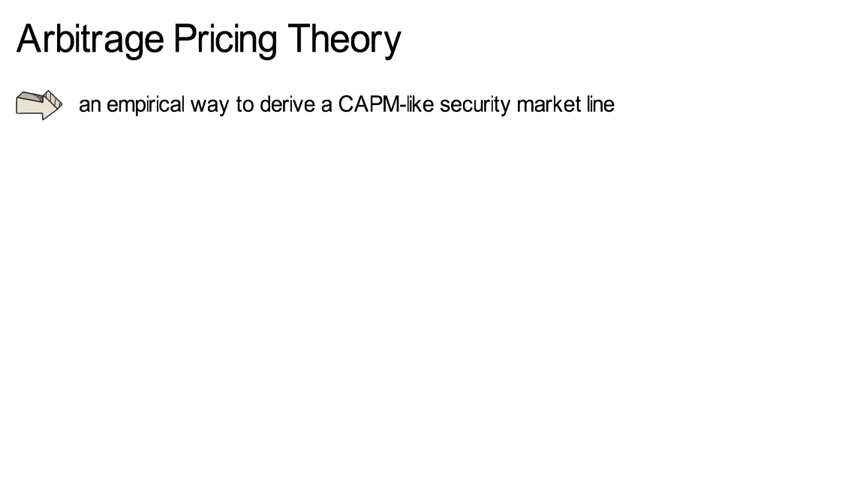 Arbitrage Pricing Theory
an empirical way to derive a CAPM-like security market line